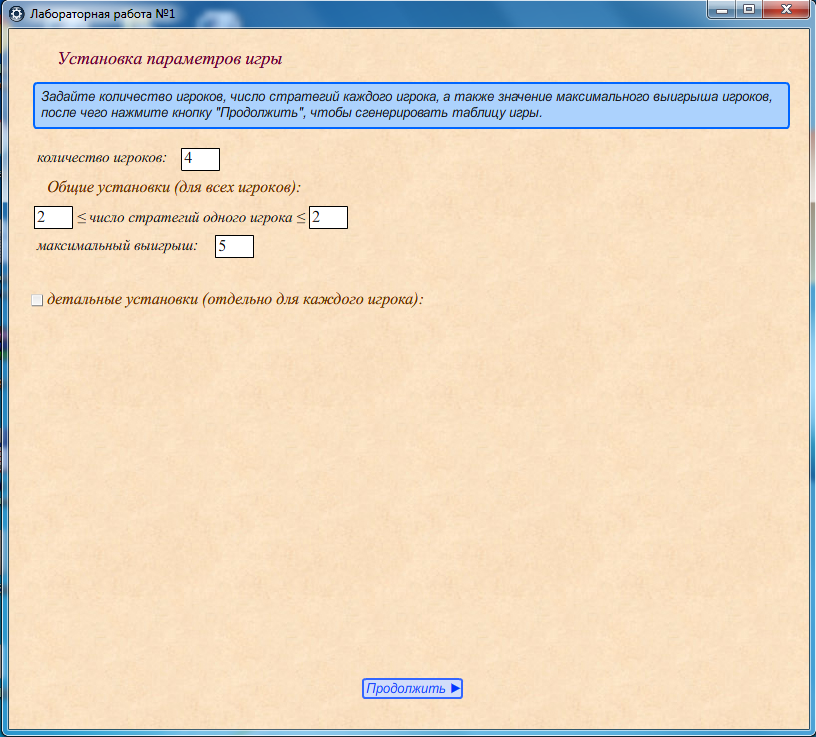 Лабораторная работа №1
Установка параметров игры
Задайте количество игроков, число стратегий каждого игрока, а также значение максимального выигрыша игроков,
после чего нажмите кнопку "Продолжить", чтобы сгенерировать таблицу игры.
количество игроков: 4
Общие установки (для всех игроков):
2 ≤ число стратегий одного игрока ≤ 2
максимальный выигрыш: 5
детальные установки (отдельно для каждого игрока):
Продолжить ►